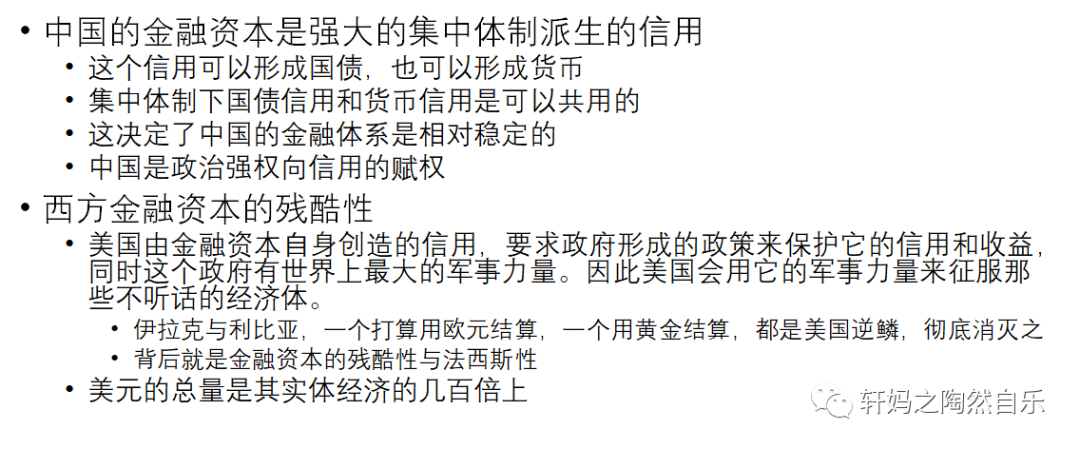 • 中国的金融资本是强大的集中体制派生的信用
• 这个信用可以形成国债，也可以形成货币
• 集中体制下国债信用和货币信用是可以共用的
• 这决定了中国的金融体系是相对稳定的
• 中国是政治强权向信用的赋权
• 西方金融资本的残酷性
• 美国由金融资本自身创造的信用，要求政府形成的政策来保护它的信用和收益，
同时这个政府有世界上最大的军事力量。因此美国会用它的军事力量来征服那
些不听话的经济体。
• 伊拉克与利比亚，一个打算用欧元结算，一个用黄金结算，都是美国逆鳞，彻底消灭之
• 背后就是金融资本的残酷性与法西斯性
• 美元的总量是其实体经济的几百倍上
轩妈之陶然自乐